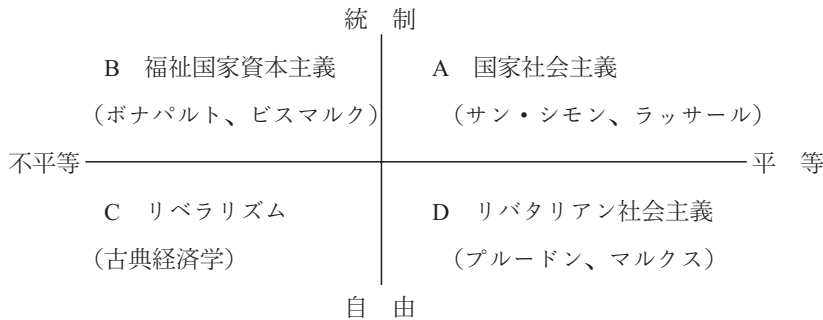 統　制
B　福祉国家資本主義
A　国家社会主義
（ボナパルト、ビスマルク）
（サン・シモン、ラッサール）
不平等
平　等
C　リベラリズム
D　リバタリアン社会主義
（古典経済学）
（プルードン、マルクス）
自　由